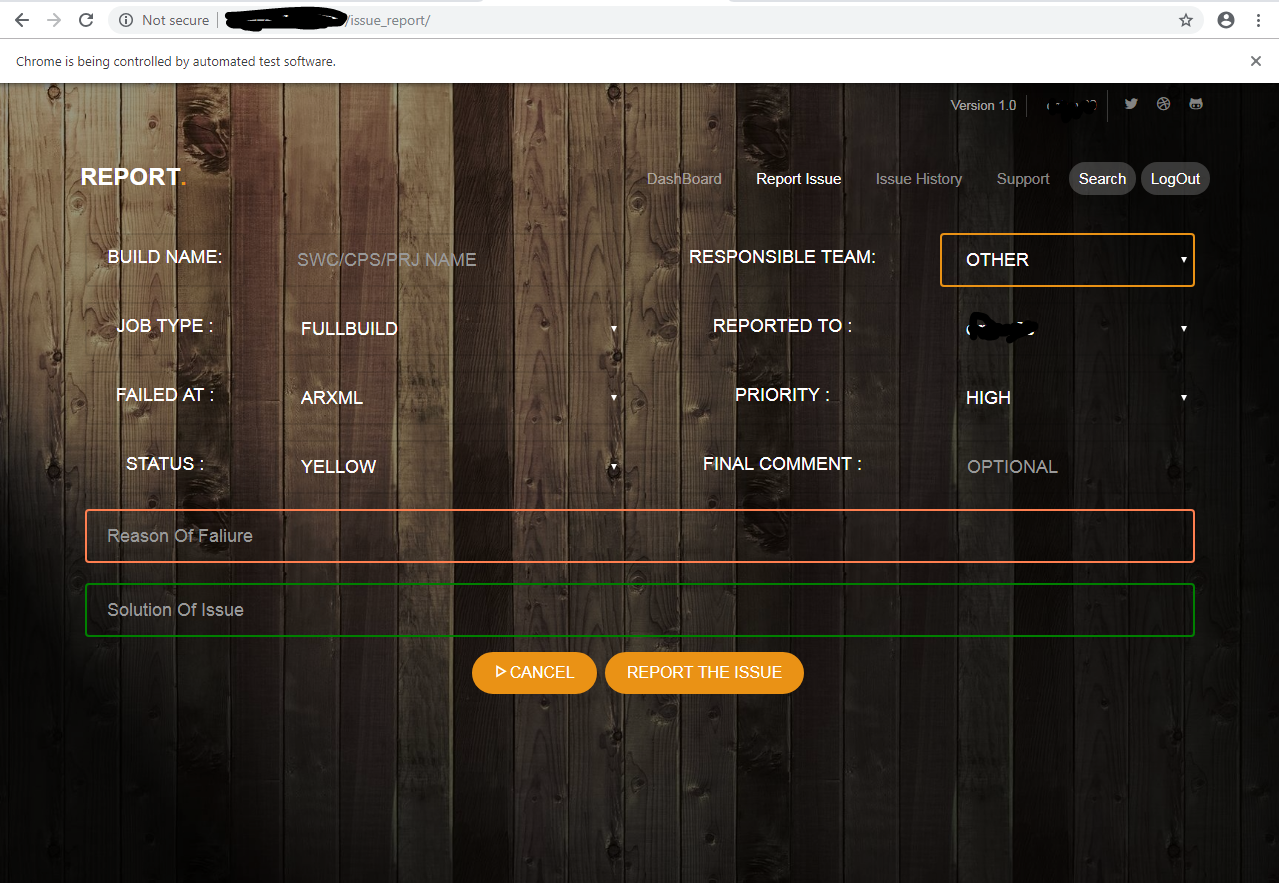 Not secure | /issue_report/
Chrome is being controlled by automated test software.
Version 1.0
REPORT.
DashBoard Report Issue Issue History Support Search LogOut
BUILD NAME: SWC/CPS/PRJ NAME RESPONSIBLE TEAM: OTHER
JOB TYPE : FULLBUILD REPORTED TO :
FAILED AT : ARXML PRIORITY : HIGH
STATUS : YELLOW FINAL COMMENT : OPTIONAL
Reason Of Faliure
Solution Of Issue
CANCEL REPORT THE ISSUE